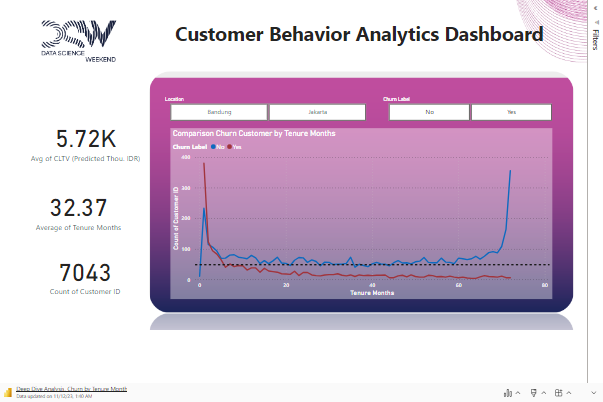 DATA SCIENCE
WEEKEND
Customer Behavior Analytics Dashboard
Filters
5.72K
Avg of CLTV (Predicted Thou. IDR)
32.37
Average of Tenure Months
7043
Count of Customer ID
Location
Bandung
Jakarta
Churn Label
No
Yes
Comparison Churn Customer by Tenure Months
Churn Label No Yes
Count of Customer ID
400
300
200
100
0
0 20 40 60 80
Tenure Months
Deep Dive Analysis, Churn by Tenure Month
Data updated on 11/12/23, 1:40 AM